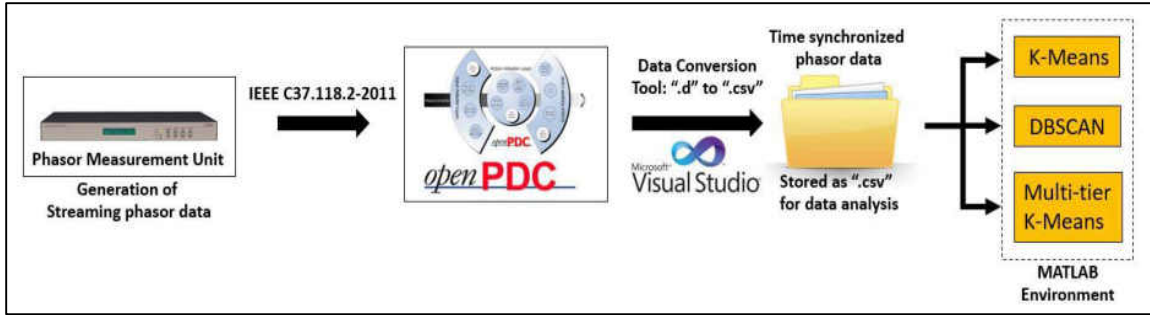 Phasor Measurement Unit
Generation of
Streaming phasor data
IEEE C37.118.2-2011
openPDC
open PDC
Data Conversion
Tool: ".d" to ".csv"
Microsoft®
Visual Studio®
Time synchronized
phasor data
Stored as ".csv"
for data analysis
K-Means
DBSCAN
Multi-tier
K-Means
MATLAB
Environment